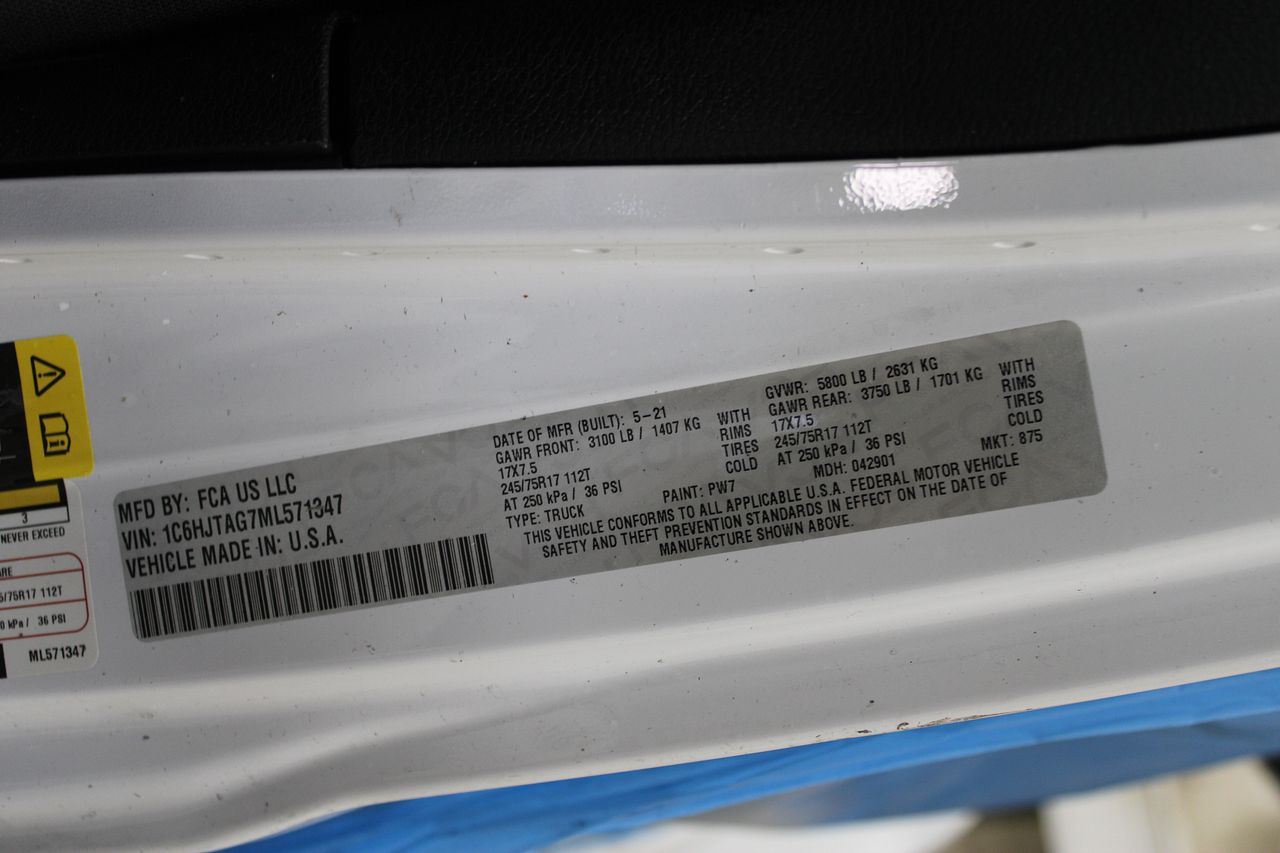 MFD BY: FCA US LLC
VIN: 1C6HJTAG7ML571347
VEHICLE MADE IN: U.S.A.
DATE OF MFR (BUILT): 5-21
GAWR FRONT: 3100 LB / 1407 KG WITH
17X7.5 RIMS
245/75R17 112T TIRES
AT 250 kPa / 36 PSI COLD
TYPE: TRUCK
GVWR: 5800 LB / 2631 KG
GAWR REAR: 3750 LB / 1701 KG WITH
17X7.5 RIMS
245/75R17 112T TIRES
AT 250 kPa / 36 PSI COLD
PAINT: PW7 MDH: 042901 MKT: 875
THIS VEHICLE CONFORMS TO ALL APPLICABLE U.S.A. FEDERAL MOTOR VEHICLE
SAFETY AND THEFT PREVENTION STANDARDS IN EFFECT ON THE DATE OF
MANUFACTURE SHOWN ABOVE.
3
NEVER EXCEED
5/75R17 112T
0 kPa / 36 PSI
ML571347